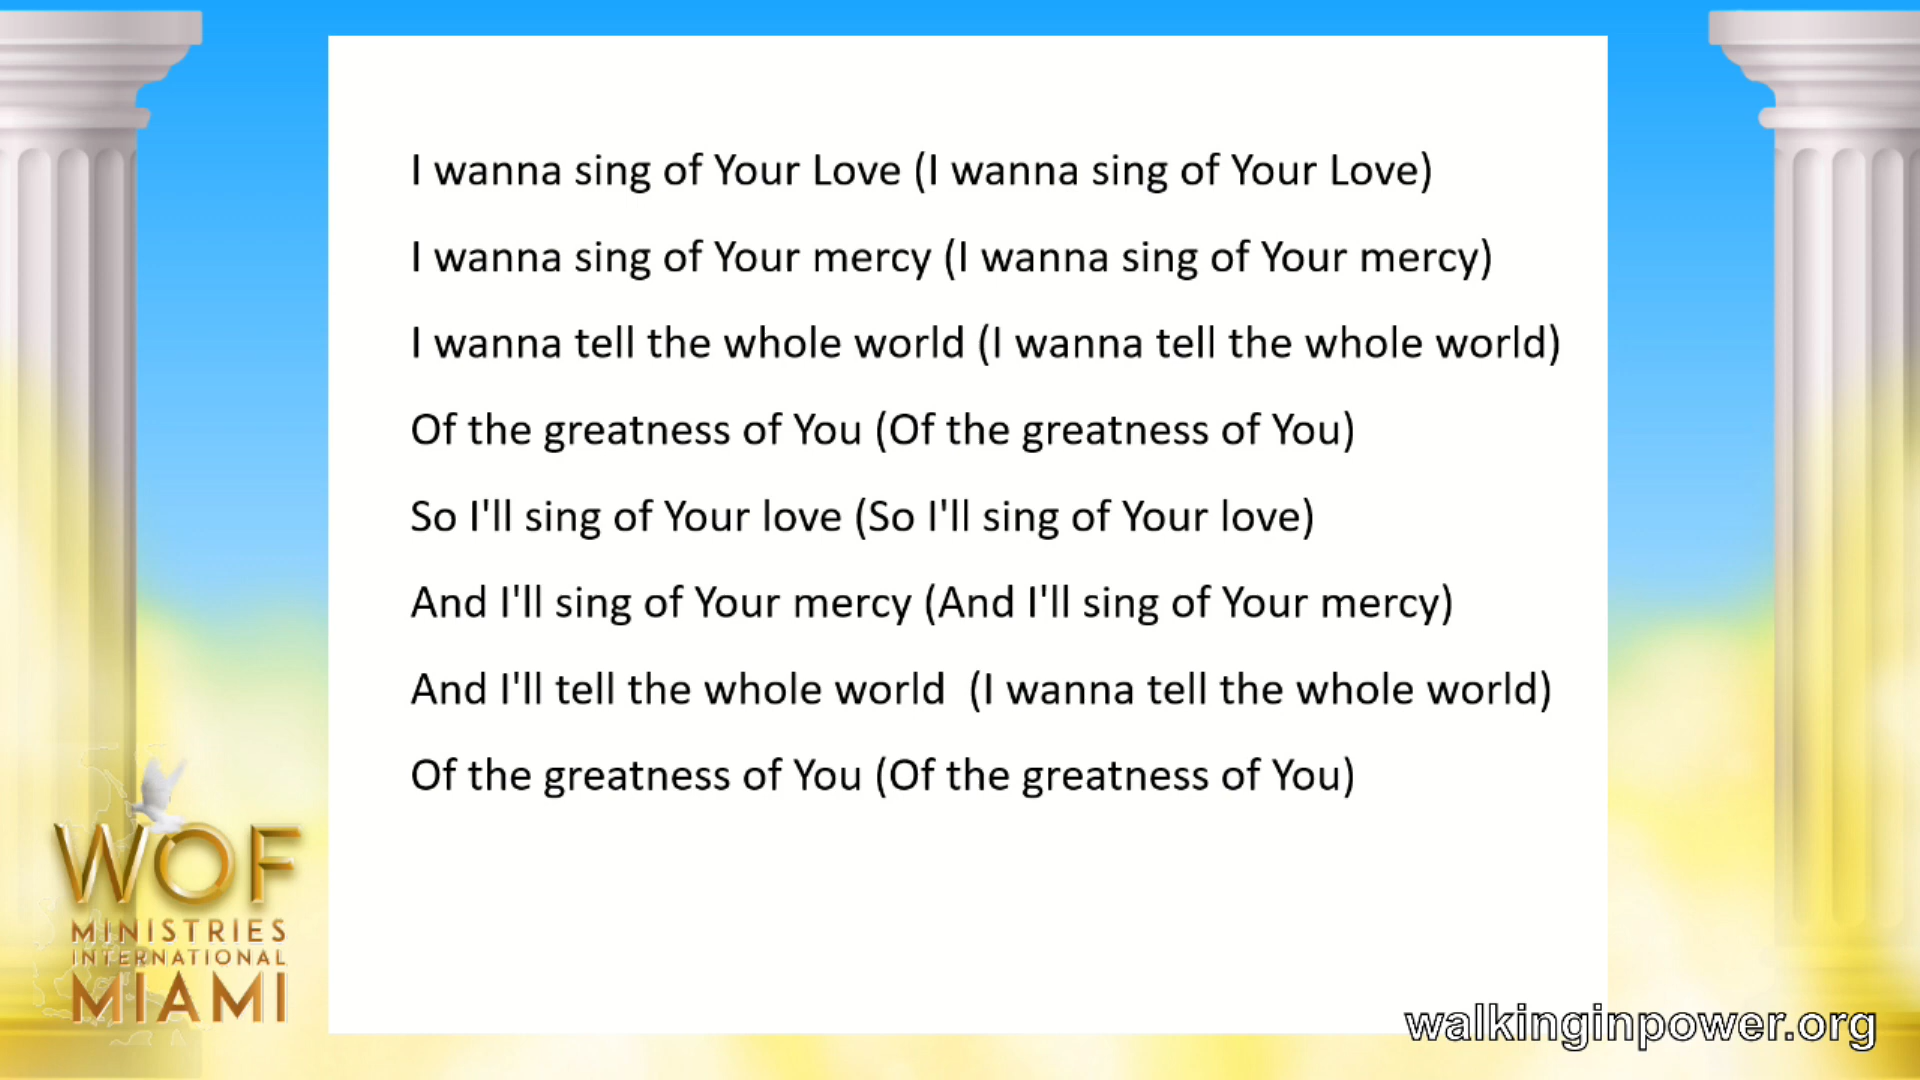 I wanna sing of Your Love (I wanna sing of Your Love)
I wanna sing of Your mercy (I wanna sing of Your mercy)
I wanna tell the whole world (I wanna tell the whole world)
Of the greatness of You (Of the greatness of You)
So I'll sing of Your love (So I'll sing of Your love)
And I'll sing of Your mercy (And I'll sing of Your mercy)
And I'll tell the whole world  (I wanna tell the whole world)
Of the greatness of You (Of the greatness of You)
WOF
MINISTRIES
INTERNATIONAL
MIAMI
walkinginpower.org